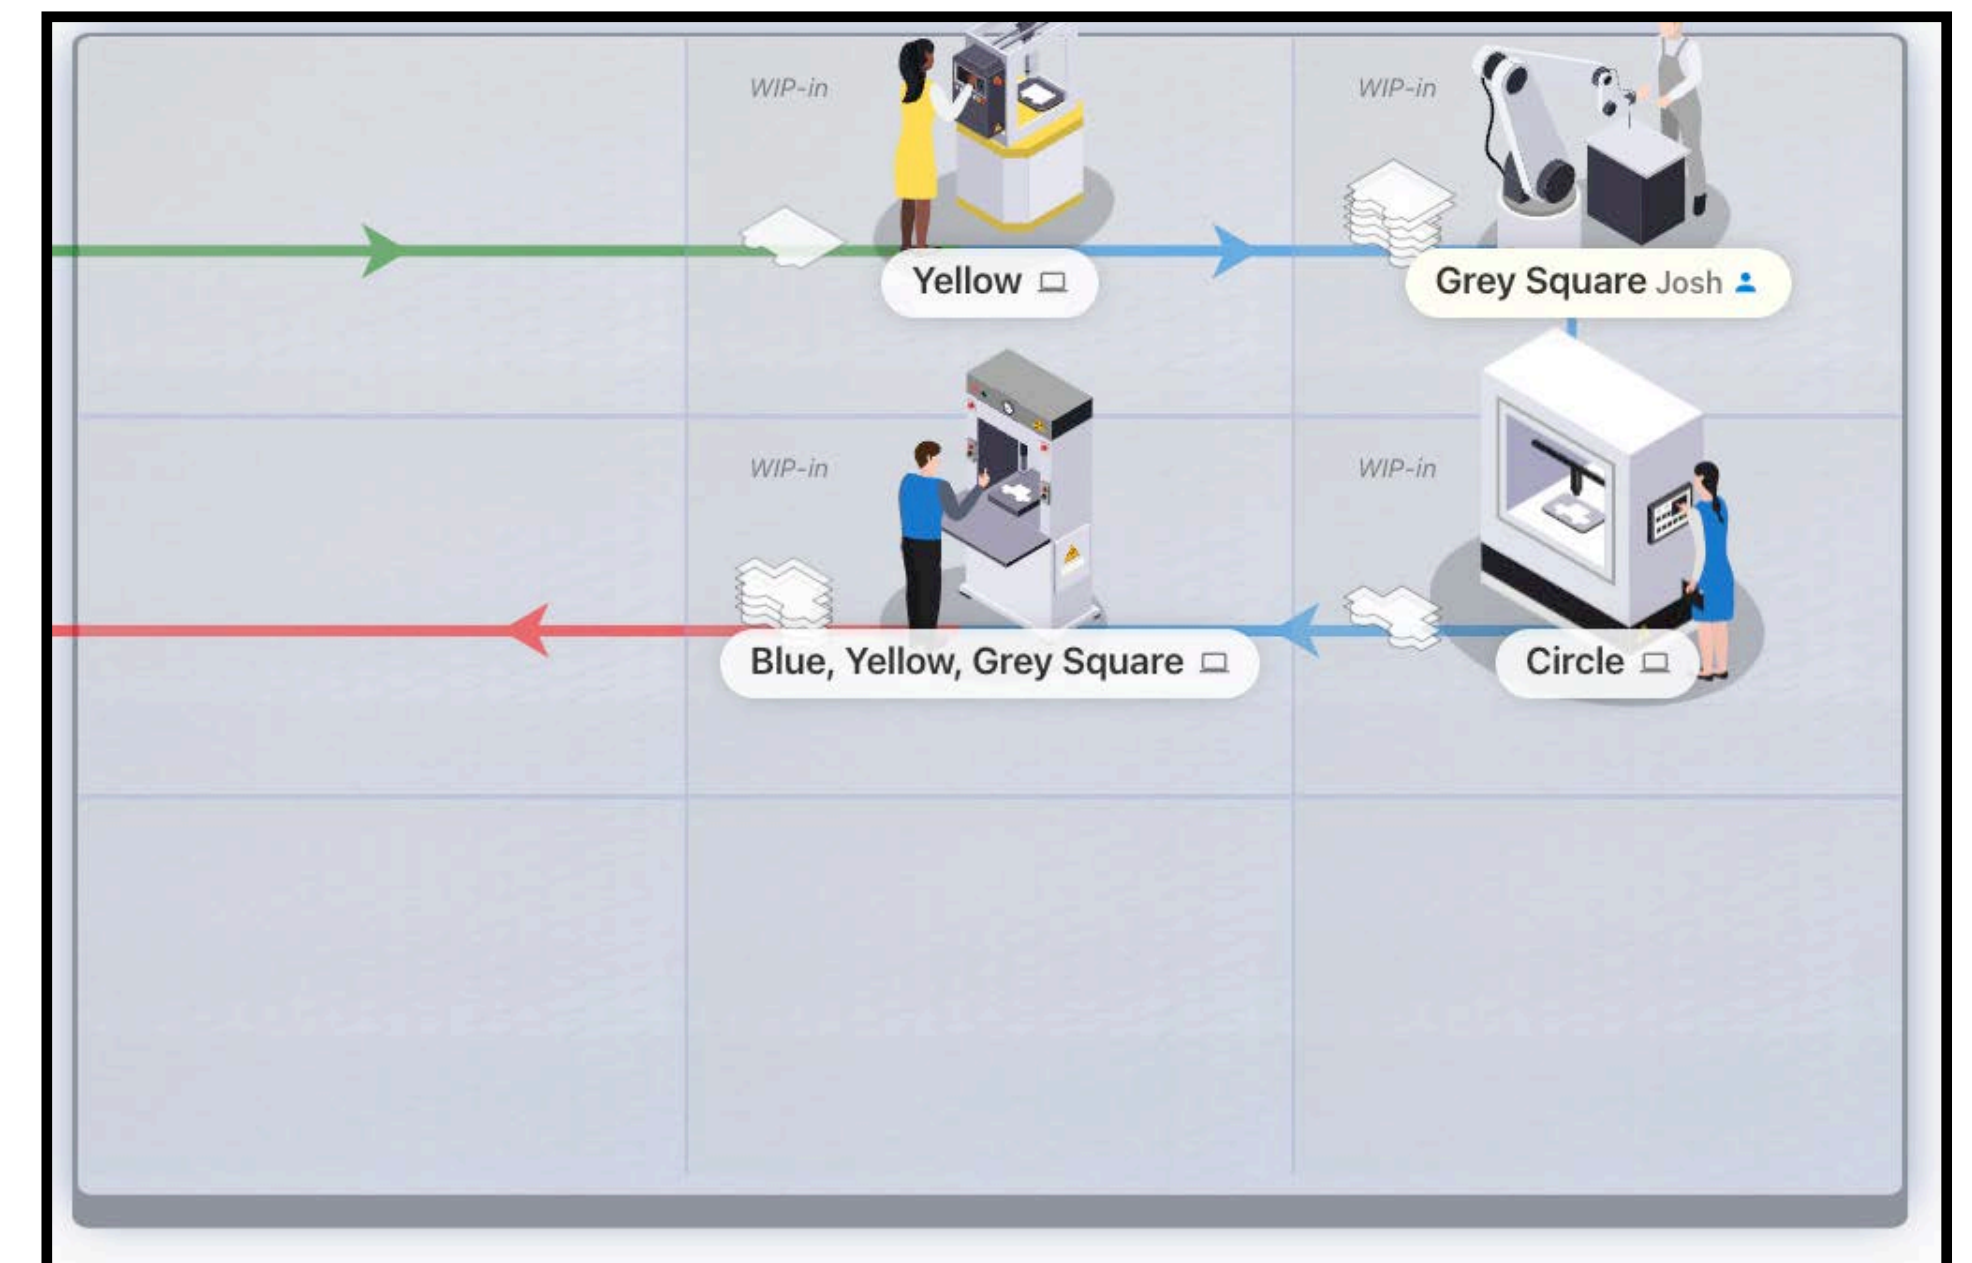 WIP-in
WIP-in
Yellow
Grey Square Josh
WIP-in
WIP-in
Blue, Yellow, Grey Square
Circle